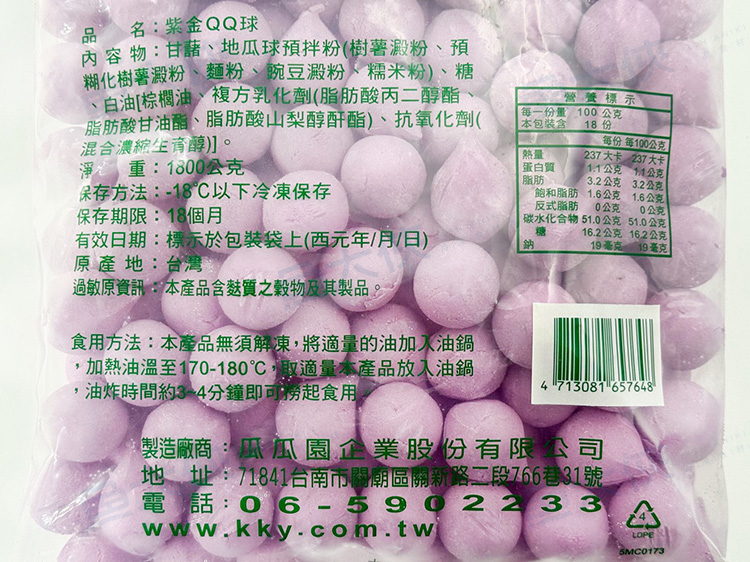 品 名：紫金QQ球
內容物：甘藷、地瓜球預拌粉(樹薯澱粉、預
糊化樹薯澱粉、麵粉、豌豆澱粉、糯米粉)、糖
、白油[棕櫚油、複方乳化劑(脂肪酸丙二醇酯、
脂肪酸甘油酯、脂肪酸山梨醇酐酯)、抗氧化劑(
混合濃縮生育醇)]。
淨 重：1800公克
保存方法：-18℃以下冷凍保存
保存期限：18個月
有效日期：標示於包裝袋上(西元年/月/日)
原產地：台灣
過敏原資訊：本產品含麩質之穀物及其製品。
食用方法：本產品無須解凍，將適量的油加入油鍋
，加熱油溫至170-180℃，取適量本產品放入油鍋
，油炸時間約3~4分鐘即可撈起食用。
製造廠商：瓜瓜園企業股份有限公司
地 址：71841台南市關廟區關新路二段766巷31號
電 話：06-5902233
www.kky.com.tw
營養標示
每一份量 100 公克
本包裝含 18 份
每份 每100公克
熱量 237大卡 237大卡
蛋白質 1.1公克 1.1公克
脂肪 3.2公克 3.2公克
飽和脂肪 1.6公克 1.6公克
反式脂肪 0公克 0公克
碳水化合物 51.0公克 51.0公克
糖 16.2公克 16.2公克
鈉 19毫克 19毫克
4 713081 657648
4
LDPE
SMC0173